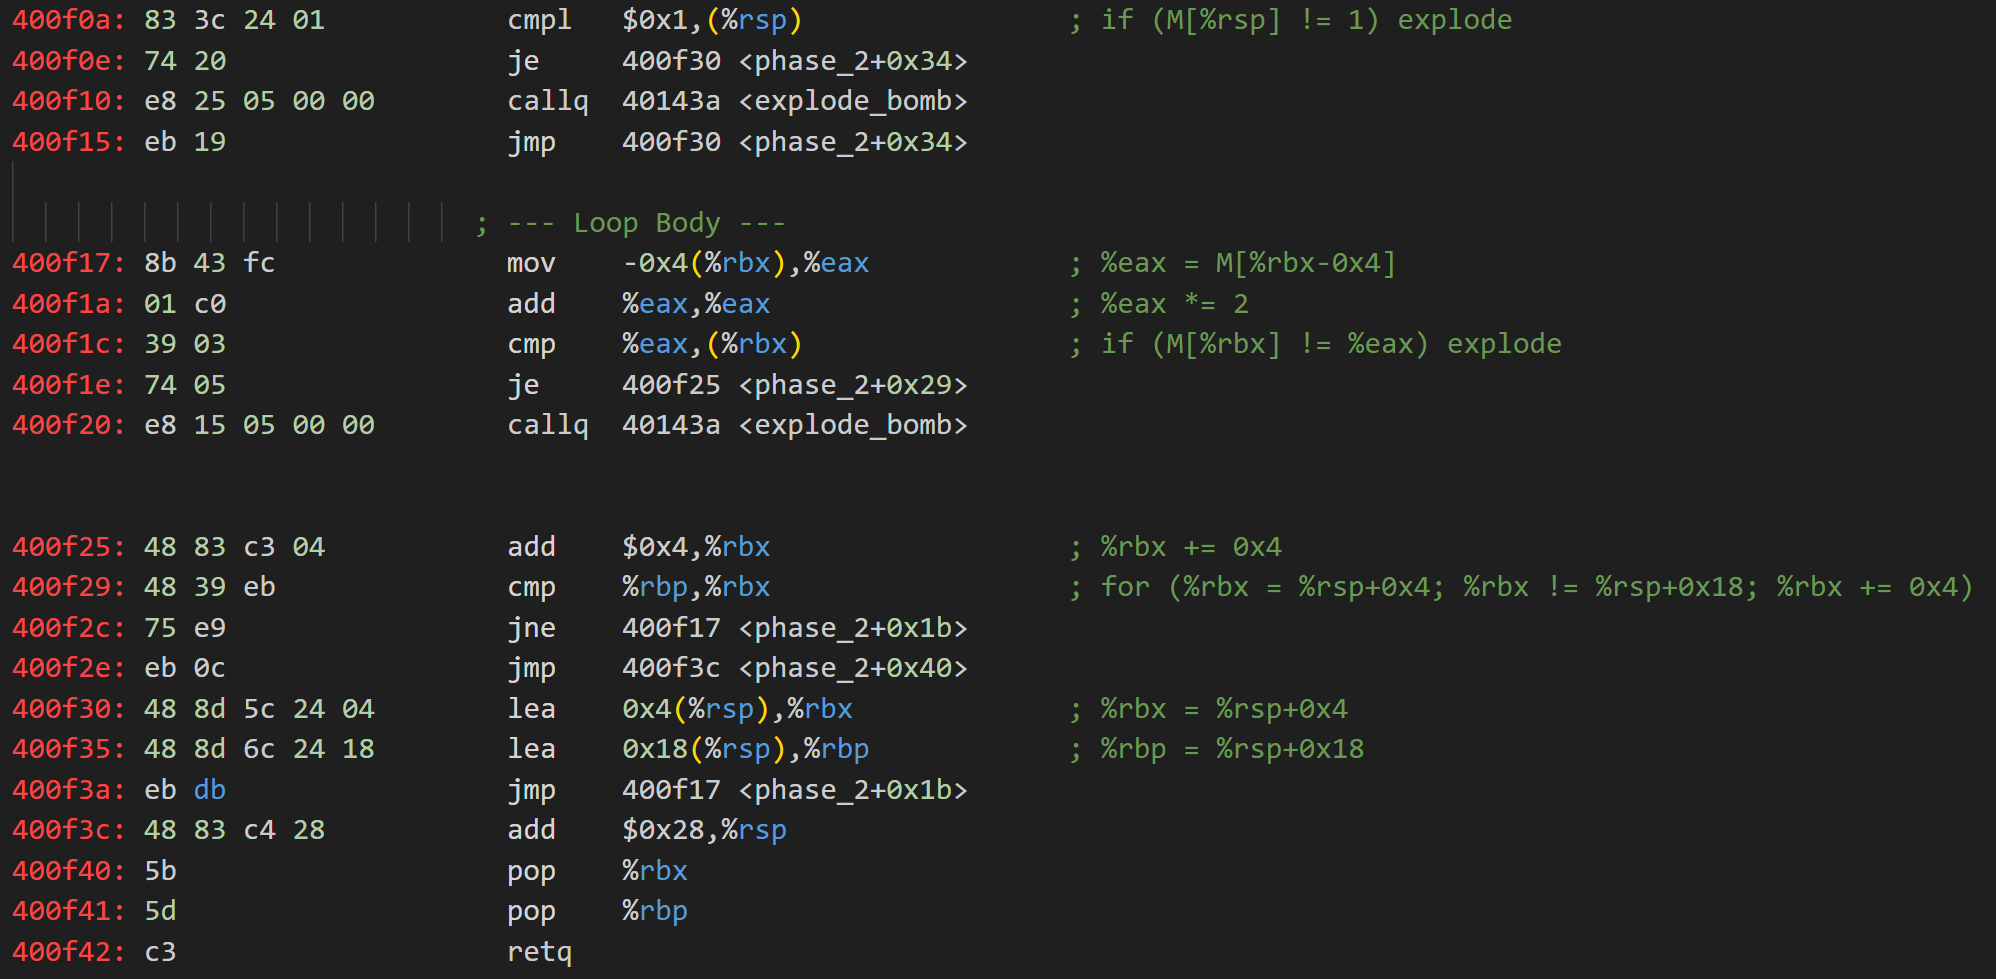 400f0a: 83 3c 24 01 cmpl $0x1,(%rsp) ; if (M[%rsp] != 1) explode
400f0e: 74 20 je 400f30 <phase_2+0x34>
400f10: e8 25 05 00 00 callq 40143a <explode_bomb>
400f15: eb 19 jmp 400f30 <phase_2+0x34>
; --- Loop Body ---
400f17: 8b 43 fc mov -0x4(%rbx),%eax ; %eax = M[%rbx-0x4]
400f1a: 01 c0 add %eax,%eax ; %eax *= 2
400f1c: 39 03 cmp %eax,(%rbx) ; if (M[%rbx] != %eax) explode
400f1e: 74 05 je 400f25 <phase_2+0x29>
400f20: e8 15 05 00 00 callq 40143a <explode_bomb>
400f25: 48 83 c3 04 add $0x4,%rbx ; %rbx += 0x4
400f29: 48 39 eb cmp %rbp,%rbx ; for (%rbx = %rsp+0x4; %rbx != %rsp+0x18; %rbx += 0x4)
400f2c: 75 e9 jne 400f17 <phase_2+0x1b>
400f2e: eb 0c jmp 400f3c <phase_2+0x40>
400f30: 48 8d 5c 24 04 lea 0x4(%rsp),%rbx ; %rbx = %rsp+0x4
400f35: 48 8d 6c 24 18 lea 0x18(%rsp),%rbp ; %rbp = %rsp+0x18
400f3a: eb db jmp 400f17 <phase_2+0x1b>
400f3c: 48 83 c4 28 add $0x28,%rsp
400f40: 5b pop %rbx
400f41: 5d pop %rbp
400f42: c3 retq